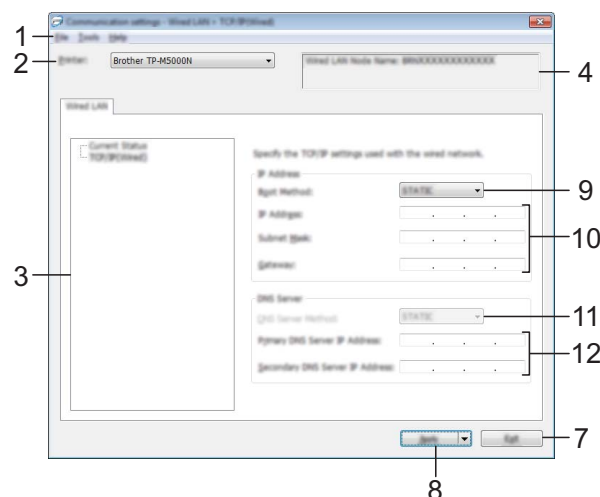 Communication settings - Wired LAN > TCP/IP(Wired)
1
File Tools Help
2
Printer:
Brother TP-M5000N
Wired LAN Node Name: BRNXXXXXXXXXXXX
4
Wired LAN
Current Status
TCP/IP(Wired)
Specify the TCP/IP settings used with the wired network.
IP Address
Boot Method:
STATIC
9
IP Address:
10
Subnet Mask:
3
Gateway:
DNS Server
DNS Server Method:
STATIC
11
Primary DNS Server IP Address:
12
Secondary DNS Server IP Address:
Apply
Exit
7
8